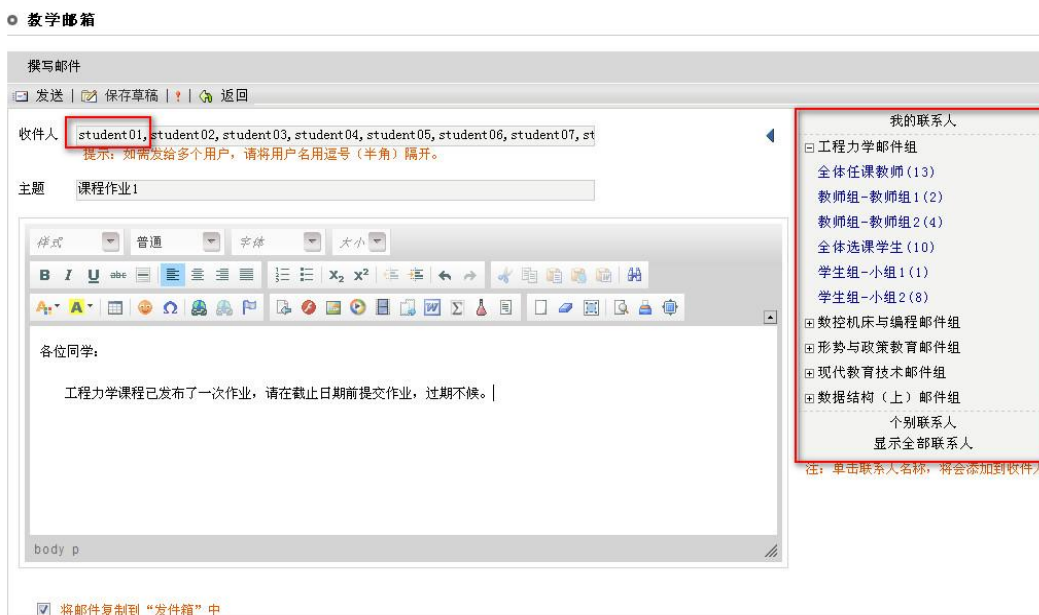 教学邮箱
撰写邮件
发送 | 保存草稿 | ! | 返回
收件人 student01,student02,student03,student04,student05,student06,student07,st
提示：如需发给多个用户，请将用户名用逗号（半角）隔开。
主题 课程作业1
样式 普通 字体 大小
B I U abc X₂ X²
A A Ω W Σ
各位同学：
工程力学课程已发布了一次作业，请在截止日期前提交作业，过期不候。
body p
将邮件复制到“发件箱”中
我的联系人
工程力学邮件组
全体任课教师(13)
教师组-教师组1(2)
教师组-教师组2(4)
全体选课学生(10)
学生组-小组1(1)
学生组-小组2(8)
数控机床与编程邮件组
形势与政策教育邮件组
现代教育技术邮件组
数据结构（上）邮件组
个别联系人
显示全部联系人
注：单击联系人名称，将会添加到收件人